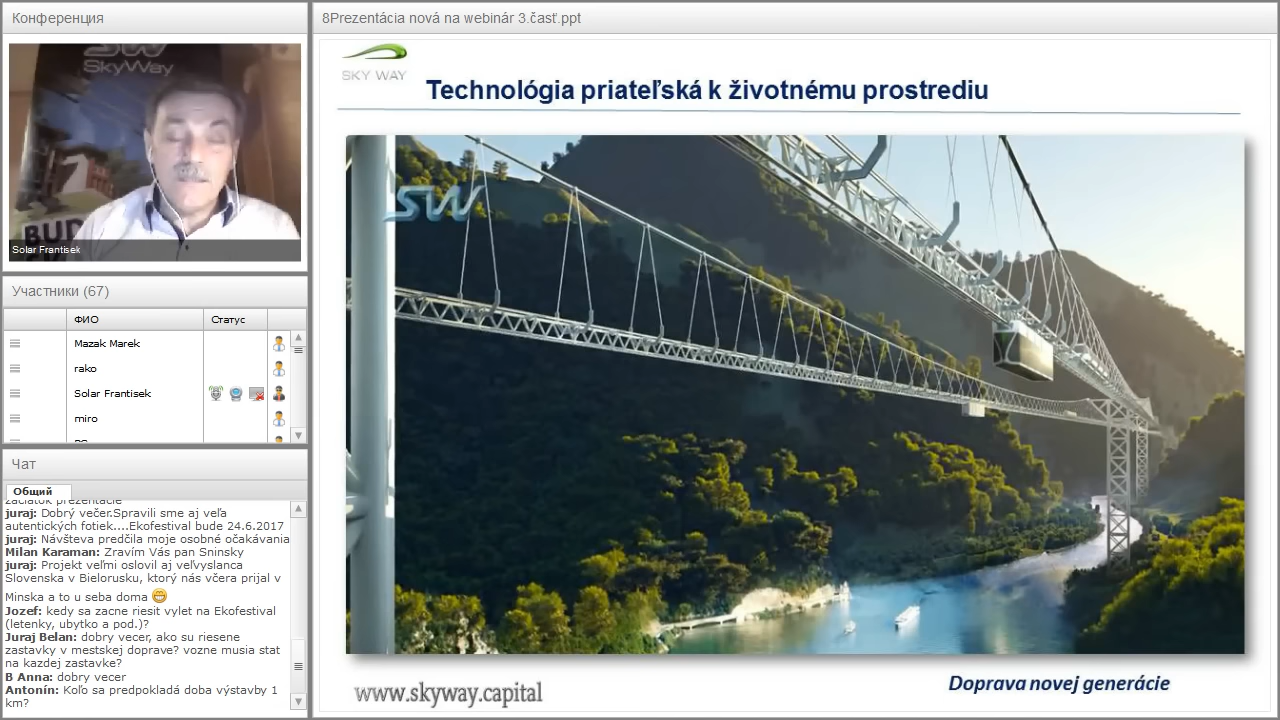 Конференция
SW
SkyWay
BUD
Solar Frantisek
Участники (67)
ФИО
Статус
Mazak Marek
rako
Solar Frantisek
miro
Чат
Общий
zaciatok prezentacie
juraj: Dobrý večer.Spravili sme aj veľa
autentických fotiek....Ekofestival bude 24.6.2017
juraj: Návšteva predčila moje osobné očakávania
Milan Karaman: Zravím Vás pan Sninsky
juraj: Projekt veľmi oslovil aj veľvyslanca
Slovenska v Bielorusku, ktorý nás včera prijal v
Minska a to u seba doma
Jozef: kedy sa zacne riesit vylet na Ekofestival
(letenky, ubytko a pod.)?
Juraj Belan: dobry vecer, ako su riesene
zastavky v mestskej doprave? vozne musia stat
na kazdej zastavke?
B Anna: dobry vecer
Antonín: Koľo sa predpokladá doba výstavby 1
km?
8Prezentácia nová na webinár 3.časť.ppt
SKY WAY
Technológia priateľská k životnému prostrediu
SW
www.skyway.capital
Doprava novej generácie